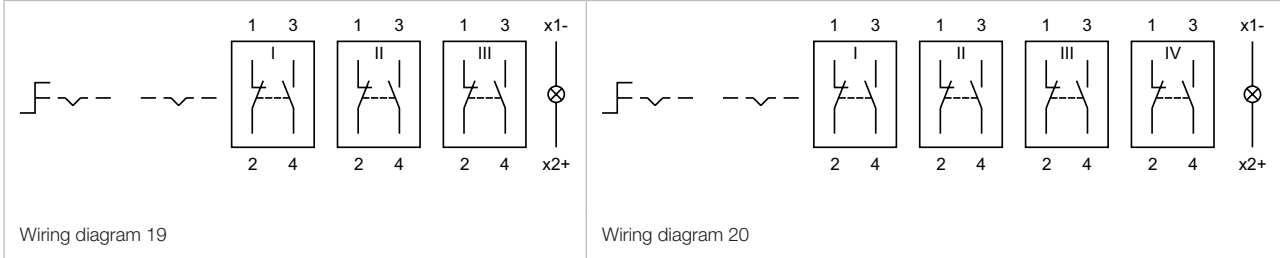 1 3 1 3 1 3 x1-
I II III
2 4 2 4 2 4 x2+
Wiring diagram 19
1 3 1 3 1 3 1 3 x1-
I II III IV
2 4 2 4 2 4 2 4 x2+
Wiring diagram 20